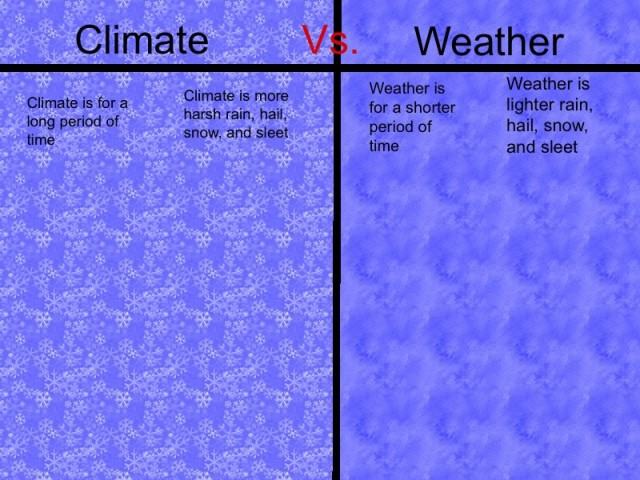 Climate Vs. Weather
Climate is for a
long period of
time
Climate is more
harsh rain, hail,
snow, and sleet
Weather is
for a shorter
period of
time
Weather is
lighter rain,
hail, snow,
and sleet